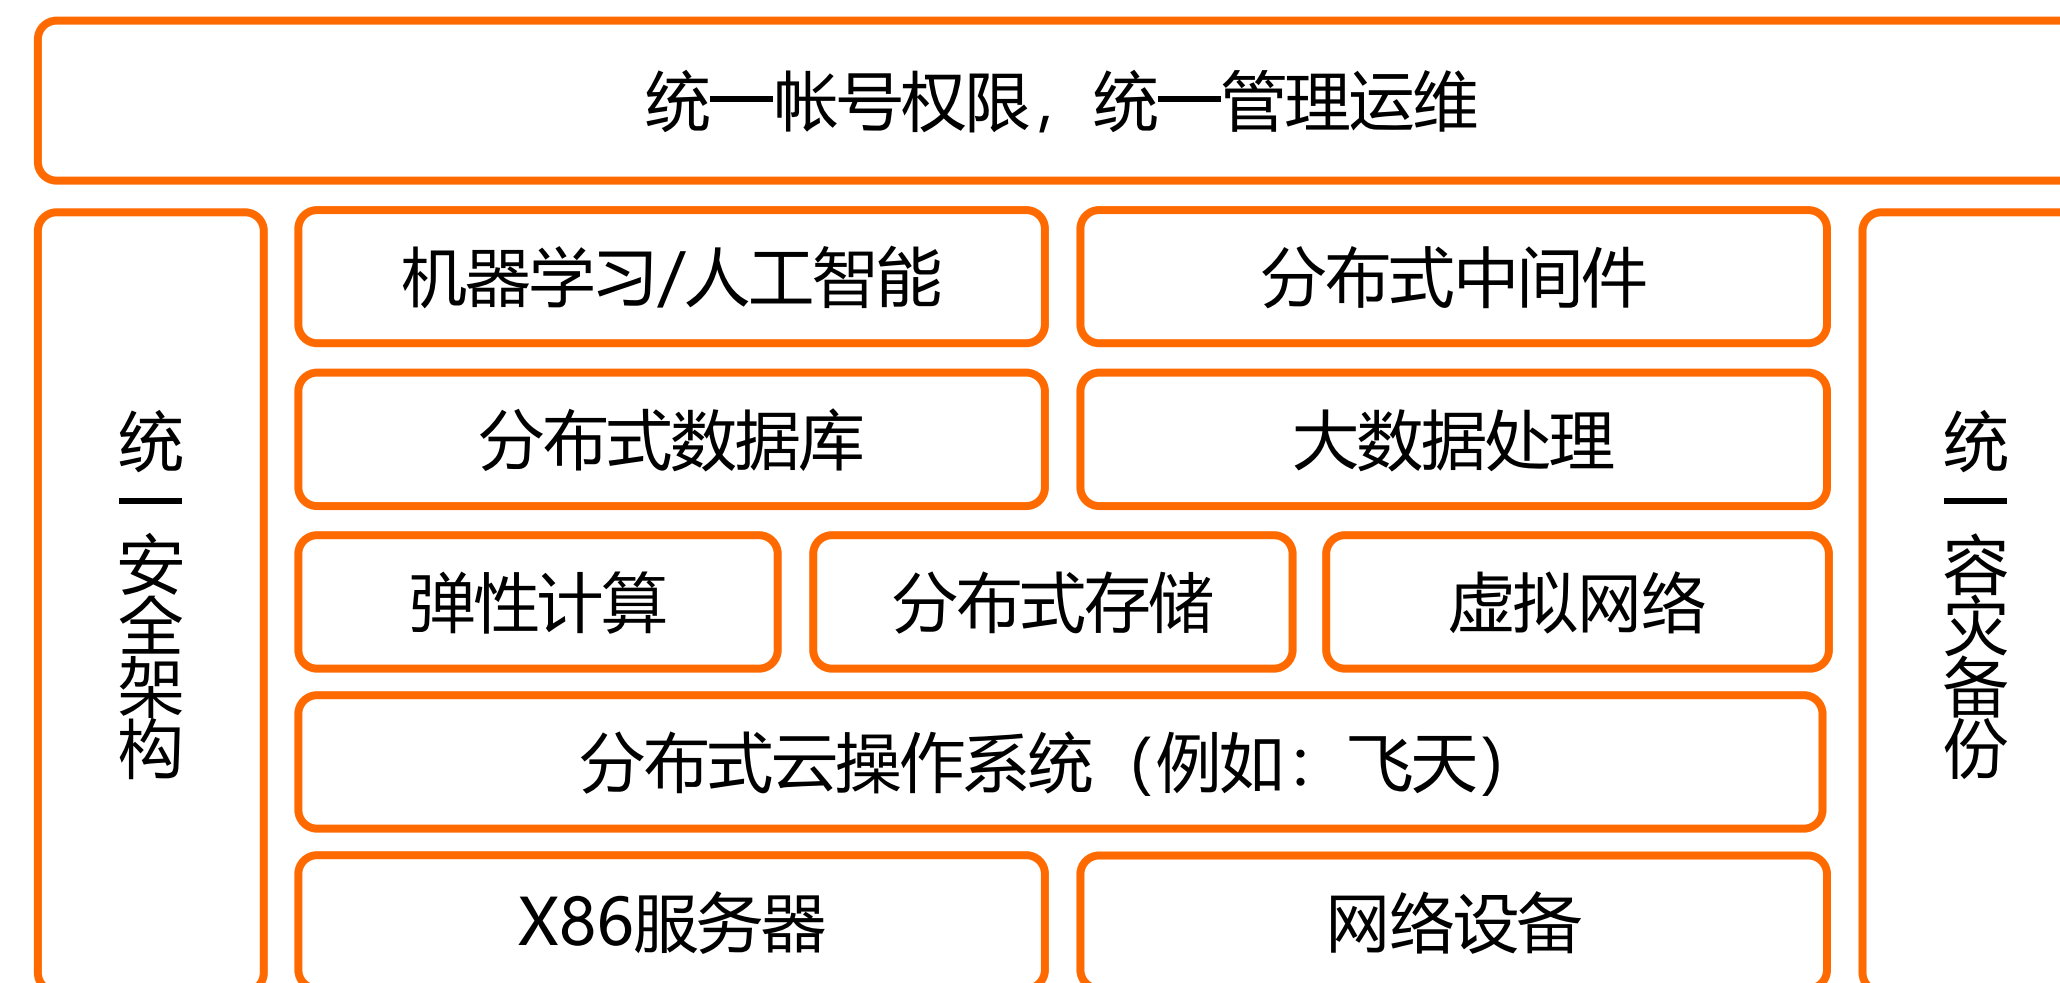 统一帐号权限，统一管理运维
统一安全架构
机器学习/人工智能
分布式中间件
分布式数据库
大数据处理
弹性计算
分布式存储
虚拟网络
分布式云操作系统（例如：飞天）
X86服务器
网络设备
统一容灾备份